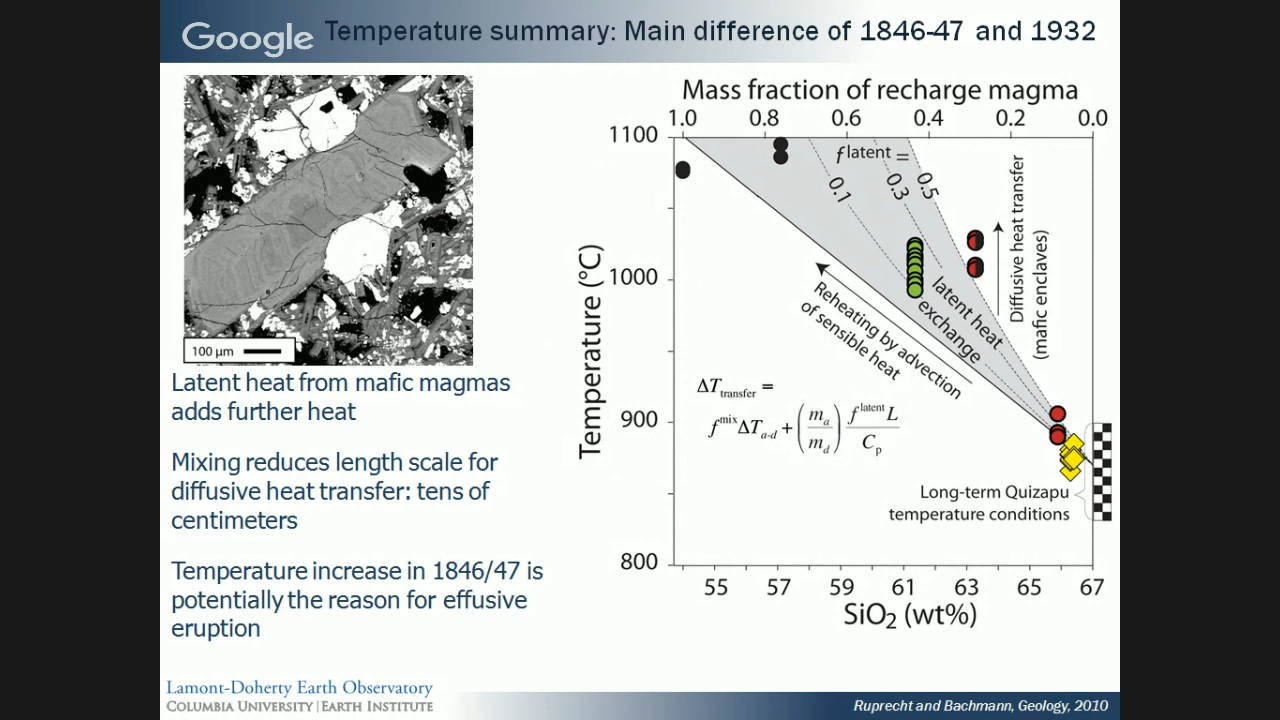 Google
Temperature summary: Main difference of 1846-47 and 1932
100 μm
Latent heat from mafic magmas
adds further heat
Mixing reduces length scale for
diffusive heat transfer: tens of
centimeters
Temperature increase in 1846/47 is
potentially the reason for effusive
eruption
Mass fraction of recharge magma
1.0 0.8 0.6 0.4 0.2 0.0
1100
1000
900
800
Temperature (°C)
f latent =
0.1
0.3
0.5
Diffusive heat transfer
(mafic enclaves)
latent heat
exchange
Reheating by advection
of sensible heat
ΔTtransfer =
f mix ΔTa-d + (ma/md) f latent L / Cp
Long-term Quizapu
temperature conditions
55 57 59 61 63 65 67
SiO2 (wt%)
Lamont-Doherty Earth Observatory
COLUMBIA UNIVERSITY | EARTH INSTITUTE
Ruprecht and Bachmann, Geology, 2010